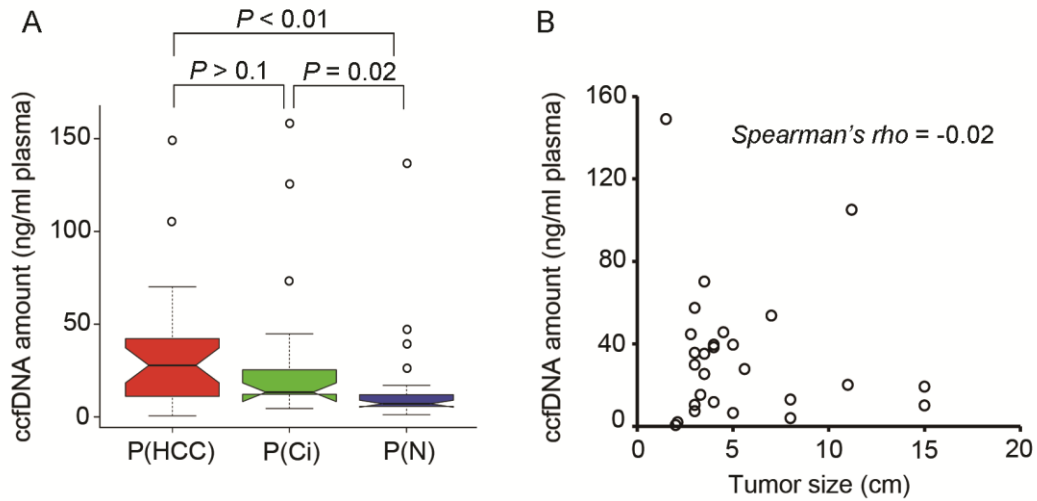 A
P < 0.01
P > 0.1
P = 0.02
ccfDNA amount (ng/ml plasma)
150
100
50
0
P(HCC)
P(Ci)
P(N)
B
Spearman's rho = -0.02
ccfDNA amount (ng/ml plasma)
160
120
80
40
0
0
5
10
15
20
Tumor size (cm)